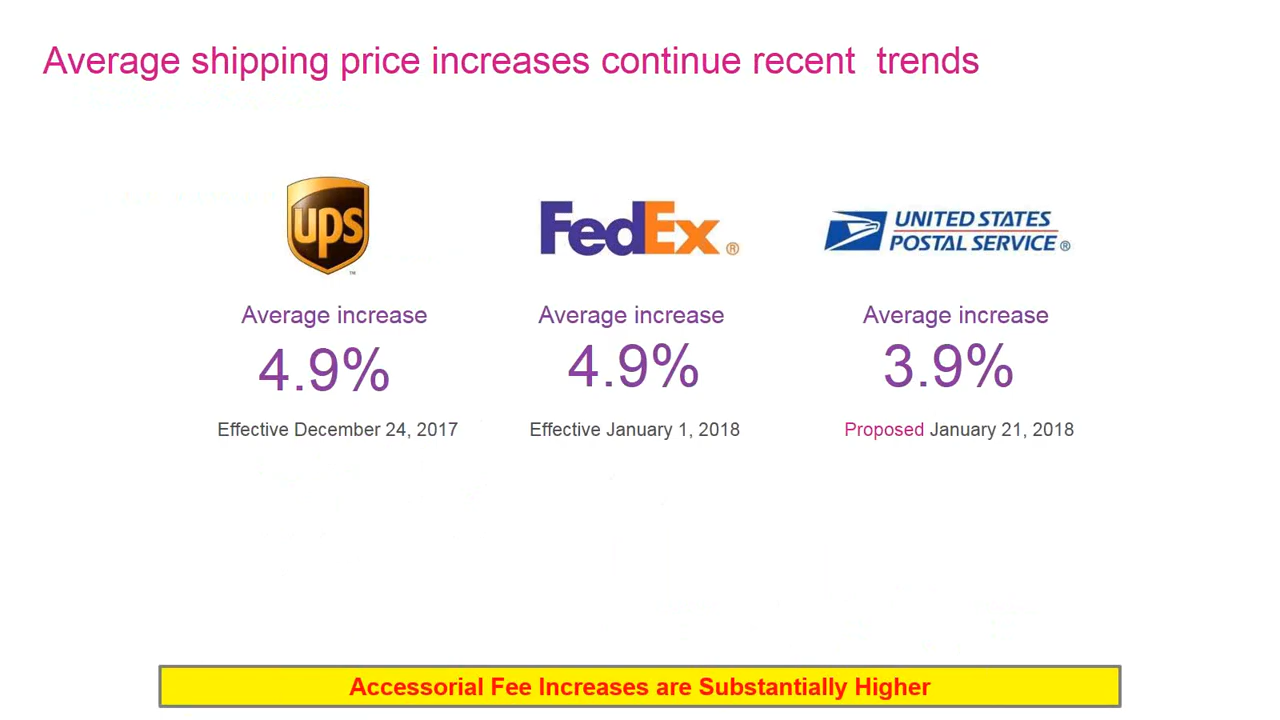 Average shipping price increases continue recent trends
ups
TM
FedEx®
UNITED STATES
POSTAL SERVICE®
Average increase
4.9%
Effective December 24, 2017
Average increase
4.9%
Effective January 1, 2018
Average increase
3.9%
Proposed January 21, 2018
Accessorial Fee Increases are Substantially Higher